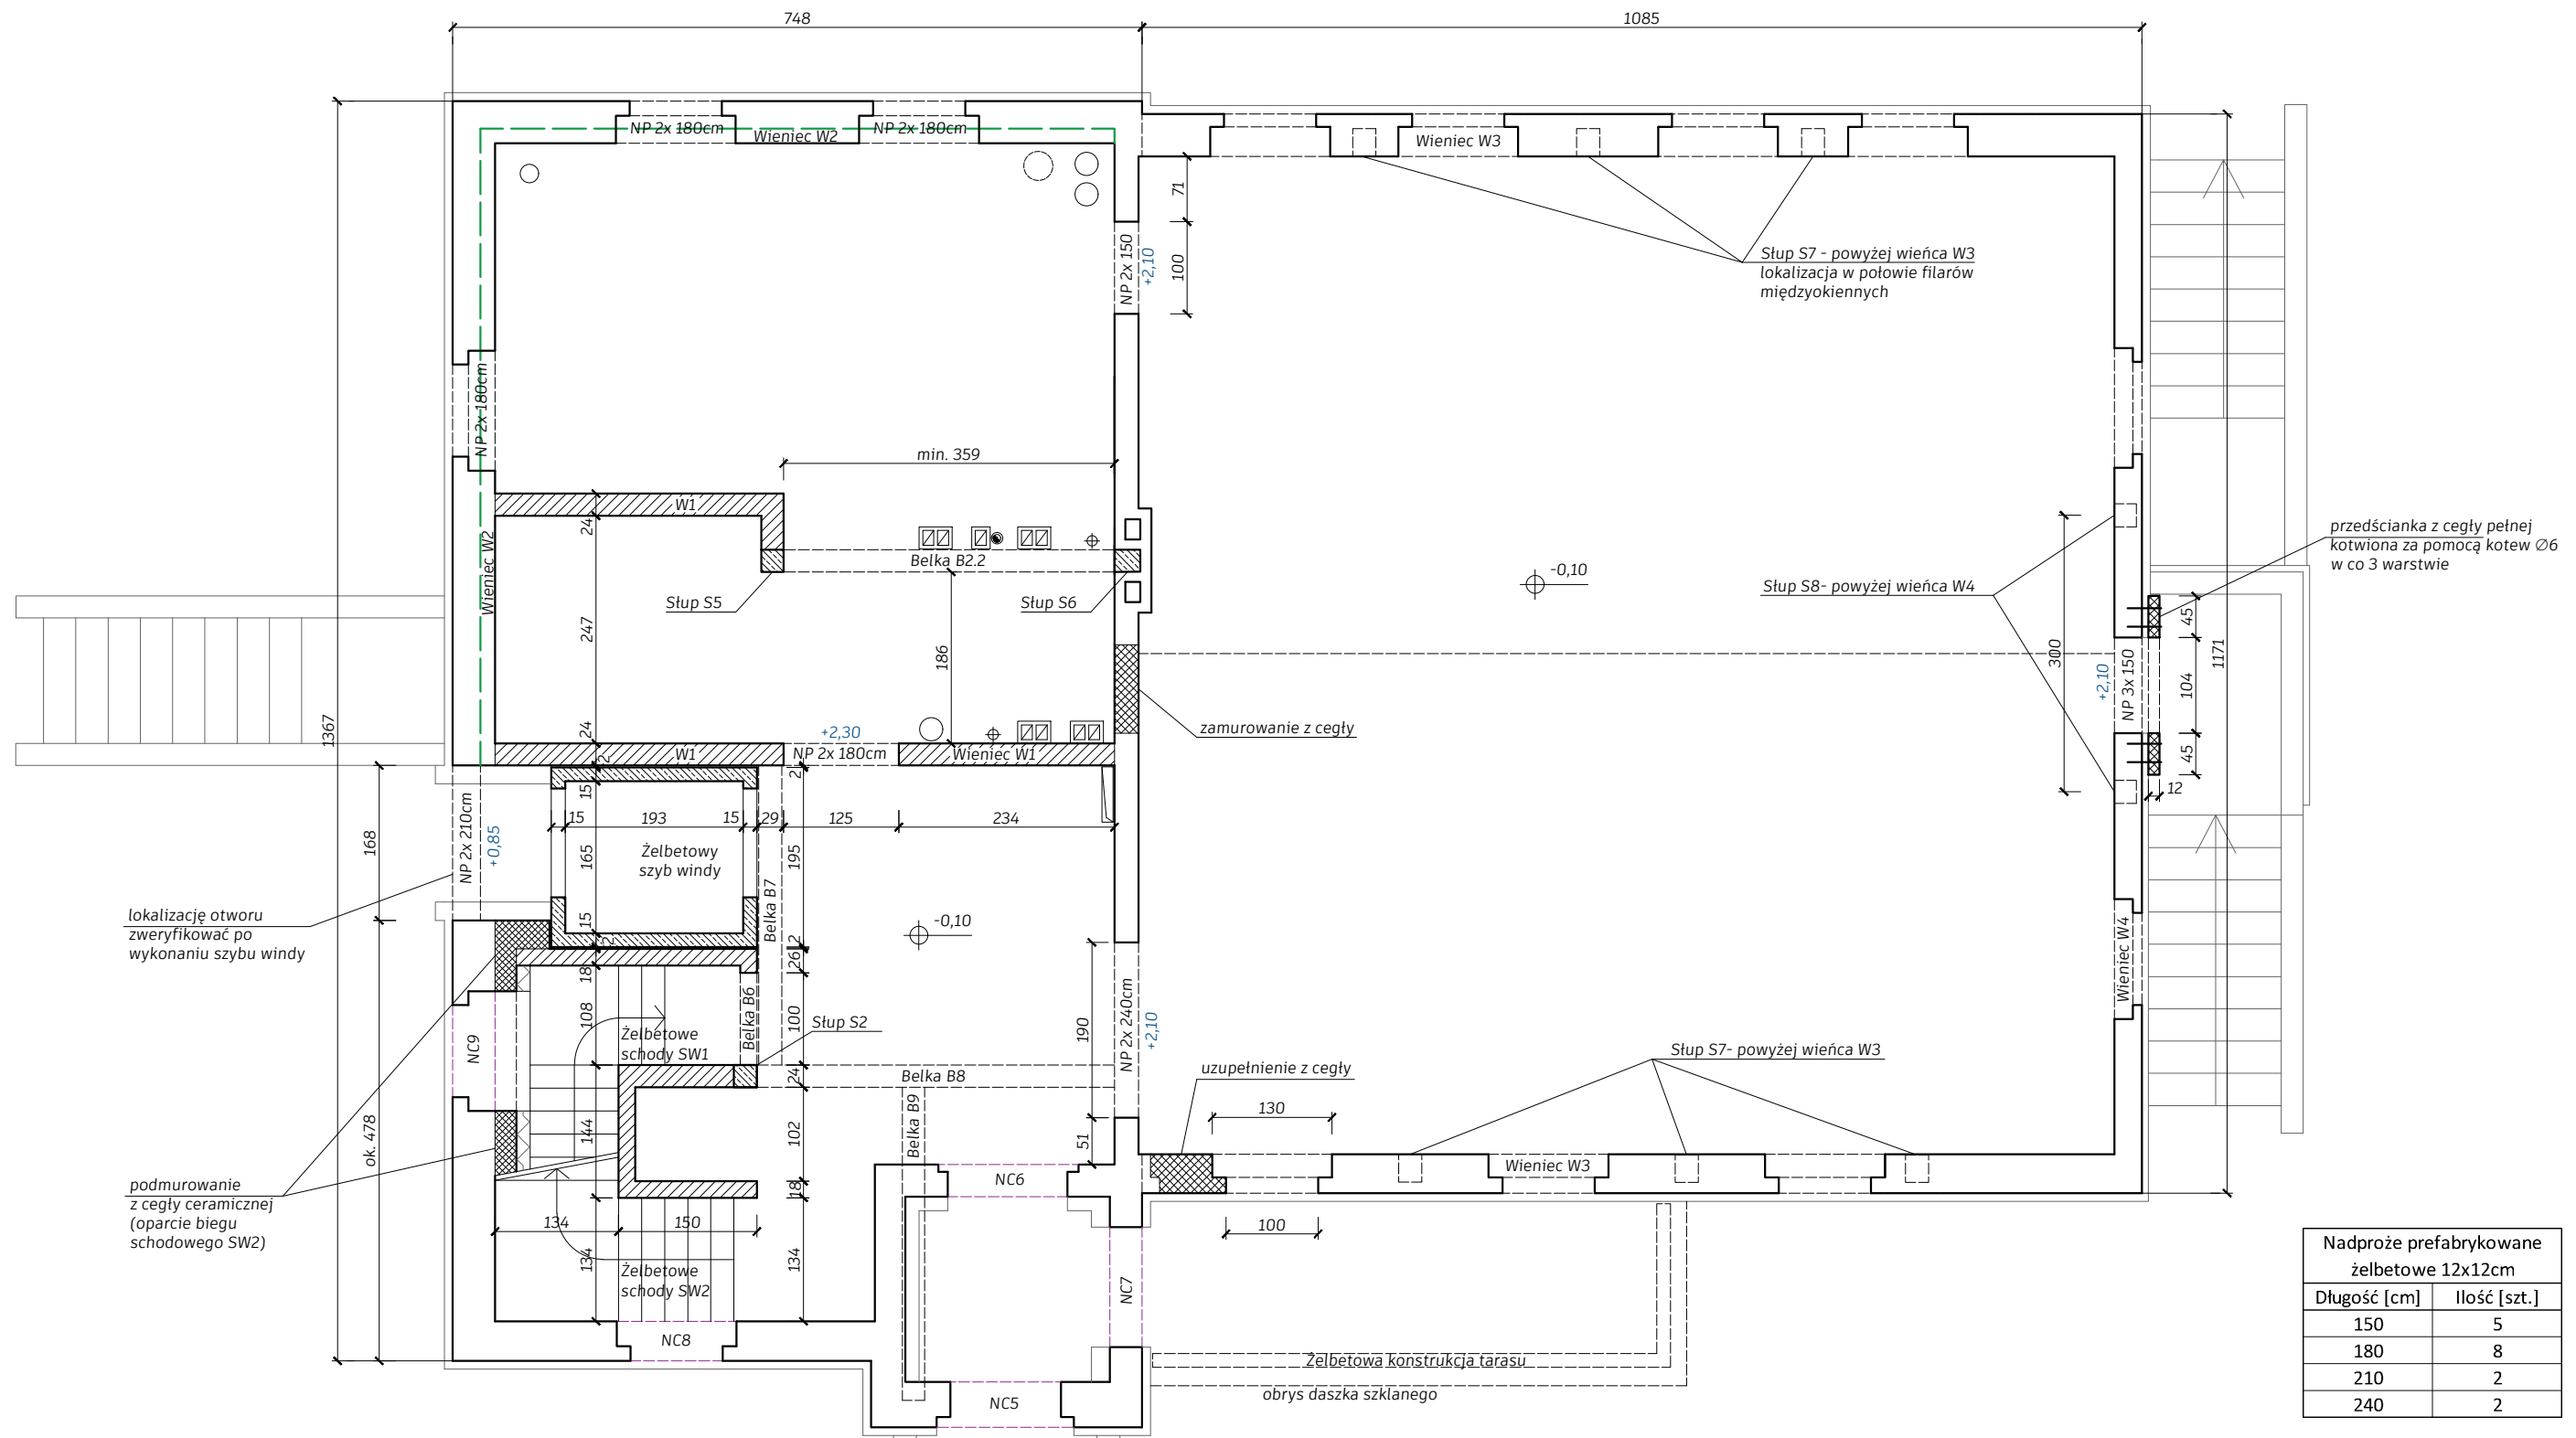 748
1085
NP 2x 180cm
Wieniec W2
NP 2x 180cm
Wieniec W3
71
100
NP 2x 150
+2,10
Słup S7 - powyżej wieńca W3
lokalizacja w połowie filarów
międzyokiennych
NP 2x 180cm
min. 359
W1
24
Wieniec W2
Belka B2.2
Słup S5
Słup S6
247
186
-0,10
Słup S8- powyżej wieńca W4
przedścianka z cegły pełnej
kotwiona za pomocą kotew ∅6
w co 3 warstwie
45
300
+2,10
NP 3x 150
104
1171
45
12
1367
24
+2,30
W1
NP 2x 180cm
Wieniec W1
zamurowanie z cegły
2
2
15
15
193
15
29
125
234
168
NP 2x 210cm
+0,85
165
Żelbetowy
szyb windy
195
Belka B7
lokalizację otworu
zweryfikować po
wykonaniu szybu windy
15
2
2
26
18
-0,10
Wieniec W4
NC9
108
Żelbetowe
schody SW1
Belka B6
100
Słup S2
190
NP 2x 240cm
+2,10
24
Belka B8
uzupełnienie z cegły
Słup S7- powyżej wieńca W3
130
ok. 478
144
102
Belka B9
51
Wieniec W3
podmurowanie
z cegły ceramicznej
(oparcie biegu
schodowego SW2)
18
NC6
134
150
100
134
134
Żelbetowe
schody SW2
NC7
NC8
Żelbetowa konstrukcja tarasu
obrys daszka szklanego
NC5
Nadproże prefabrykowane
żelbetowe 12x12cm
Długość [cm] Ilość [szt.]
150 5
180 8
210 2
240 2